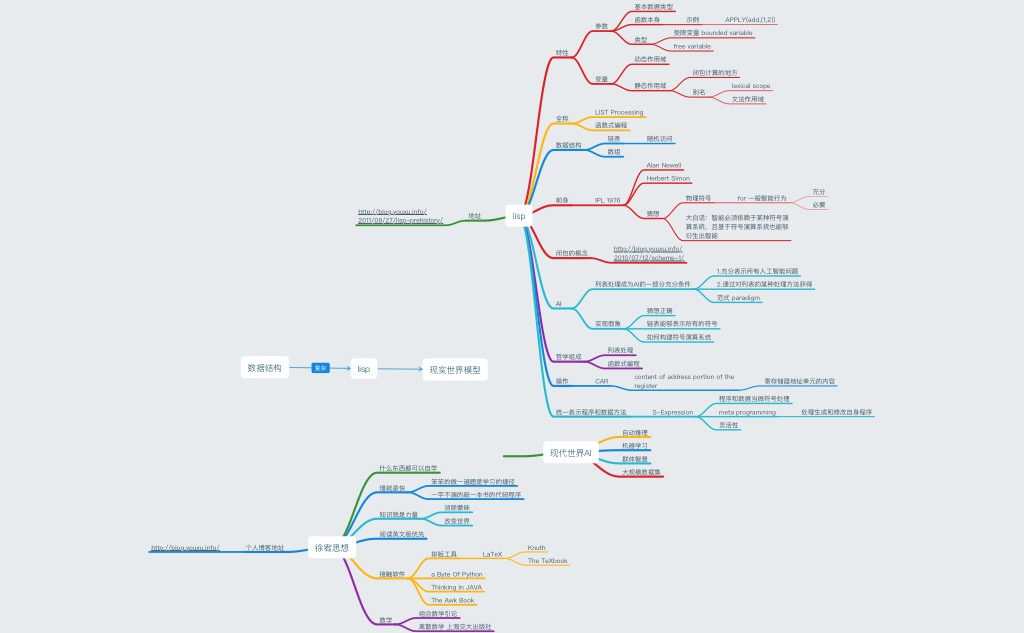 基本数据类型
函数本身 示例 APPLY(add,(1,2))
参数
受限变量 bounded variable
类型
free variable
特性
动态作用域
变量
闭包计算的地方
静态作用域
别名
lexical scope
文法作用域
全称
LIST Processing
函数式编程
数据结构
链表 随机访问
数组
Alan Newell
Herbert Simon
前身 IPL 1976
猜想
物理符号 for 一般智能行为
充分
必要
大白话：智能必须依赖于某种符号演
算系统，且基于符号演算系统也能够
衍生出智能
http://blog.youxu.info/
2011/09/27/lisp-prehistory/
地址
lisp
闭包的概念
http://blog.youxu.info/
2010/07/12/scheme-1/
AI
列表处理成为AI的一部分充分条件
1.充分表示所有人工智能问题
2.通过对列表的某种处理方法获得
范式 paradigm
实现假象
猜想正确
链表能够表示所有的符号
如何构建符号演算系统
哲学组成
列表处理
函数式编程
操作 CAR
content of address portion of the
register
寄存储器地址单元的内容
统一表示程序和数据方法 S-Expression
程序和数据当做符号处理
meta programming 处理生成和修改自身程序
灵活性
数据结构 复杂 lisp 现实世界模型
现代世界AI
自动推理
机器学习
群体智慧
大规模数据集
什么东西都可以自学
慢就是快
笨笨的做一遍题是学习的捷径
一字不漏的敲一本书的代码程序
知识就是力量
消除蒙昧
改变世界
阅读英文版优先
http://blog.youxu.info/ 个人博客地址
徐宥思想
接触软件
排版工具 LaTeX
Knuth
The TeXbook
a Byte Of Python
Thinking in JAVA
The Awk Book
数学
组合数学引论
离散数学 上海交大出版社